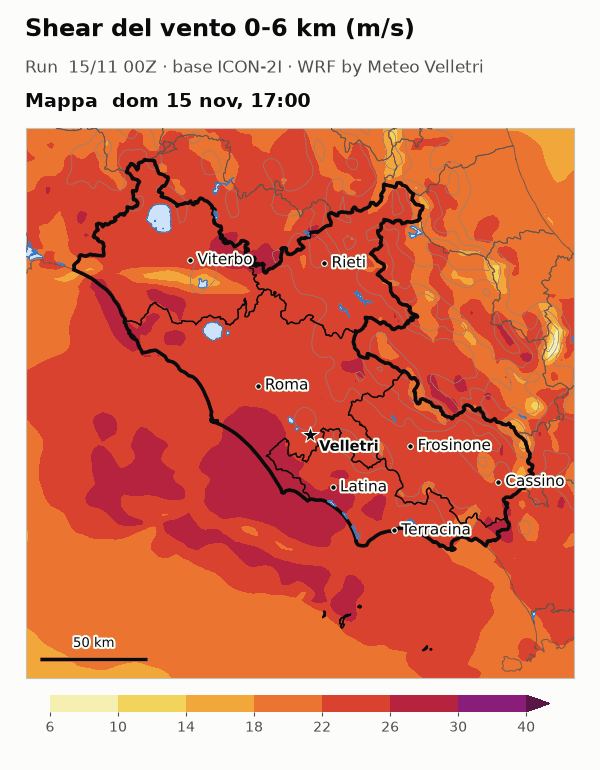 Shear del vento 0-6 km (m/s)
Run  15/11 00Z · base ICON-2I · WRF by Meteo Velletri
Mappa  dom 15 nov, 17:00
Viterbo
Rieti
Roma
Velletri
Frosinone
Cassino
Latina
Terracina
50 km
6 10 14 18 22 26 30 40